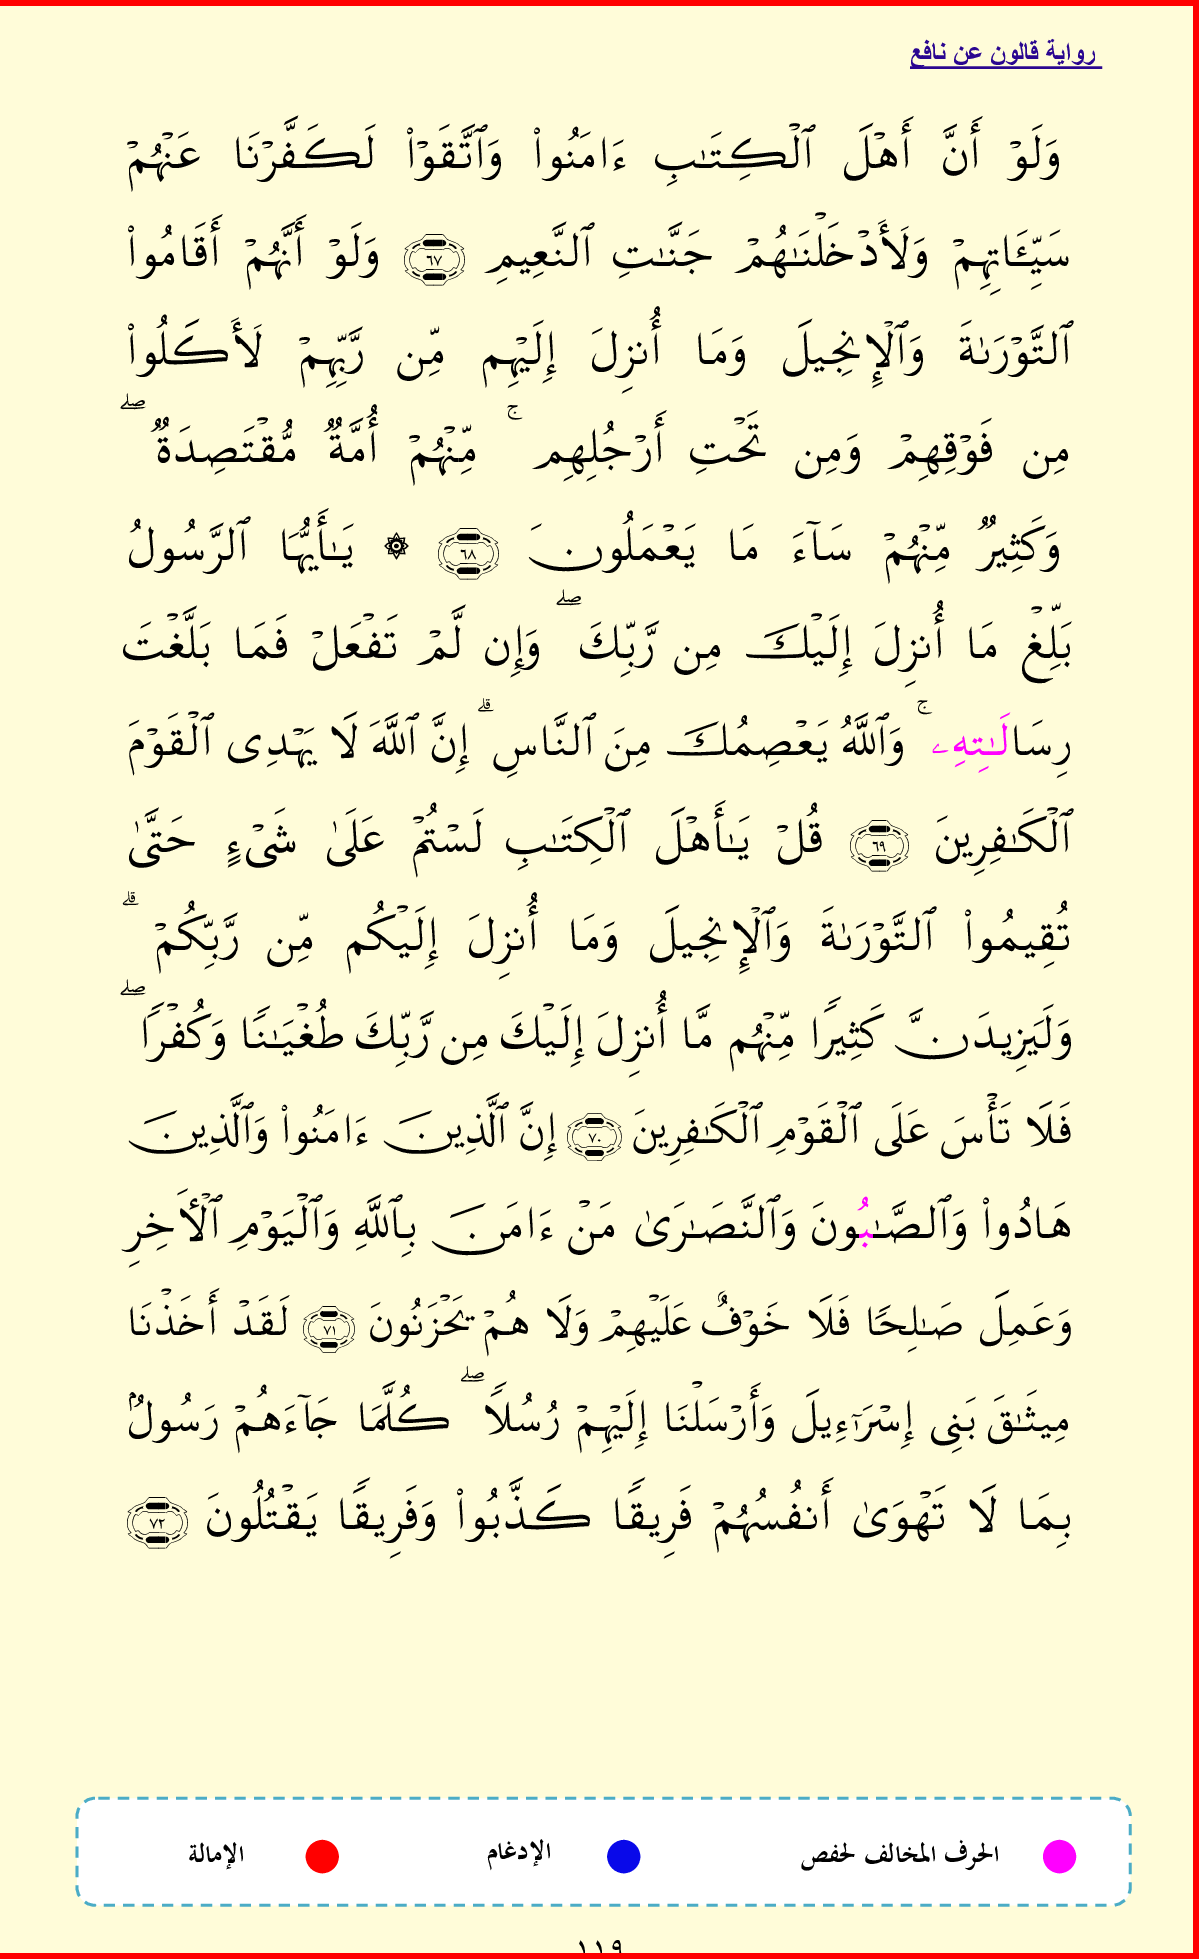 رواية قالون عن نافع
وَلَوْ أَنَّ أَهْلَ ٱلْكِتَٰبِ ءَامَنُوا۟ وَٱتَّقَوْا۟ لَكَفَّرْنَا عَنْهُمْ
سَيِّـَٔاتِهِمْ وَلَأَدْخَلْنَٰهُمْ جَنَّٰتِ ٱلنَّعِيمِ ٦٧ وَلَوْ أَنَّهُمْ أَقَامُوا۟
ٱلتَّوْرَىٰةَ وَٱلْإِنجِيلَ وَمَا أُنزِلَ إِلَيْهِم مِّن رَّبِّهِمْ لَأَكَلُوا۟
مِن فَوْقِهِمْ وَمِن تَحْتِ أَرْجُلِهِم ۚ مِّنْهُمْ أُمَّةٌ مُّقْتَصِدَةٌ ۖ
وَكَثِيرٌ مِّنْهُمْ سَآءَ مَا يَعْمَلُونَ ٦٨ ۞ يَٰأَيُّهَا ٱلرَّسُولُ
بَلِّغْ مَا أُنزِلَ إِلَيْكَ مِن رَّبِّكَ ۖ وَإِن لَّمْ تَفْعَلْ فَمَا بَلَّغْتَ
رِسَالَٰتِهِۦ ۚ وَٱللَّهُ يَعْصِمُكَ مِنَ ٱلنَّاسِ ۗ إِنَّ ٱللَّهَ لَا يَهْدِى ٱلْقَوْمَ
ٱلْكَٰفِرِينَ ٦٩ قُلْ يَٰأَهْلَ ٱلْكِتَٰبِ لَسْتُمْ عَلَىٰ شَىْءٍ حَتَّىٰ
تُقِيمُوا۟ ٱلتَّوْرَىٰةَ وَٱلْإِنجِيلَ وَمَا أُنزِلَ إِلَيْكُم مِّن رَّبِّكُمْ ۗ
وَلَيَزِيدَنَّ كَثِيرًا مِّنْهُم مَّا أُنزِلَ إِلَيْكَ مِن رَّبِّكَ طُغْيَٰنًا وَكُفْرًا ۖ
فَلَا تَأْسَ عَلَى ٱلْقَوْمِ ٱلْكَٰفِرِينَ ٧٠ إِنَّ ٱلَّذِينَ ءَامَنُوا۟ وَٱلَّذِينَ
هَادُوا۟ وَٱلصَّٰبُونَ وَٱلنَّصَٰرَىٰ مَنْ ءَامَنَ بِٱللَّهِ وَٱلْيَوْمِ ٱلْأَخِرِ
وَعَمِلَ صَٰلِحًا فَلَا خَوْفٌ عَلَيْهِمْ وَلَا هُمْ يَحْزَنُونَ ٧١ لَقَدْ أَخَذْنَا
مِيثَٰقَ بَنِى إِسْرَٰٓءِيلَ وَأَرْسَلْنَا إِلَيْهِمْ رُسُلًا ۖ كُلَّمَا جَآءَهُمْ رَسُولٌۢ
بِمَا لَا تَهْوَىٰ أَنفُسُهُمْ فَرِيقًا كَذَّبُوا۟ وَفَرِيقًا يَقْتُلُونَ ٧٢
الحرف المخالف لحفص الإدغام الإمالة
١١٩